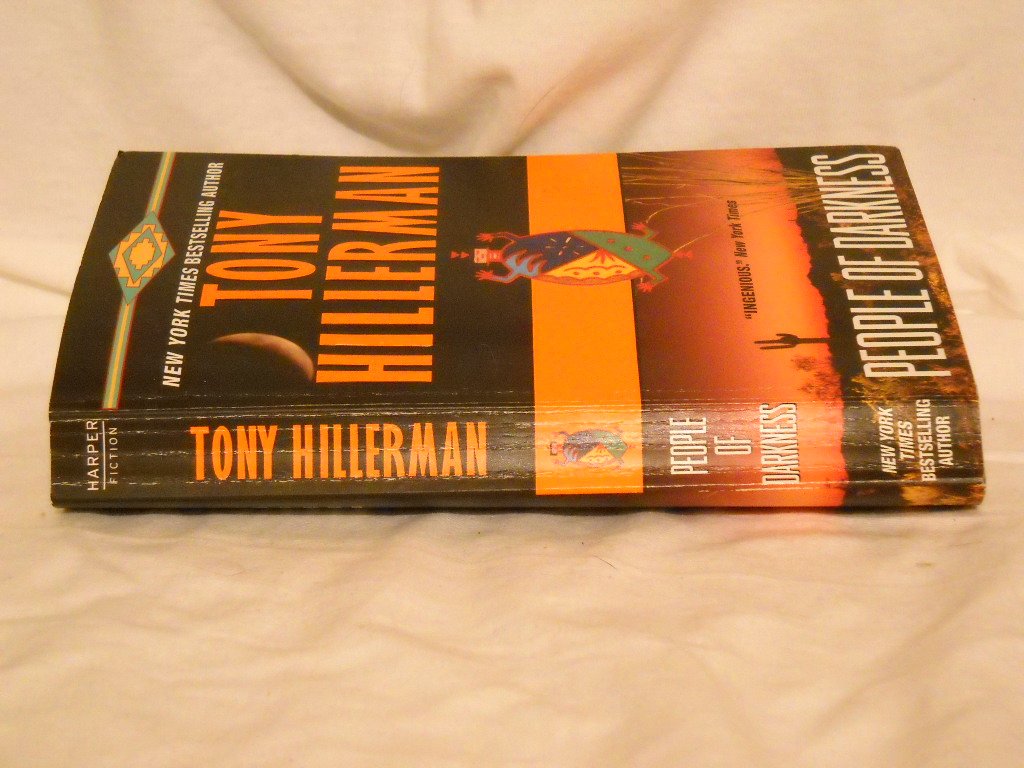 NEW YORK TIMES BESTSELLING AUTHOR
TONY
HILLERMAN
"INGENIOUS." New York Times
PEOPLE OF DARKNESS
HARPER
FICTION
TONY HILLERMAN
PEOPLE
OF
DARKNESS
NEW YORK
TIMES
BESTSELLING
AUTHOR